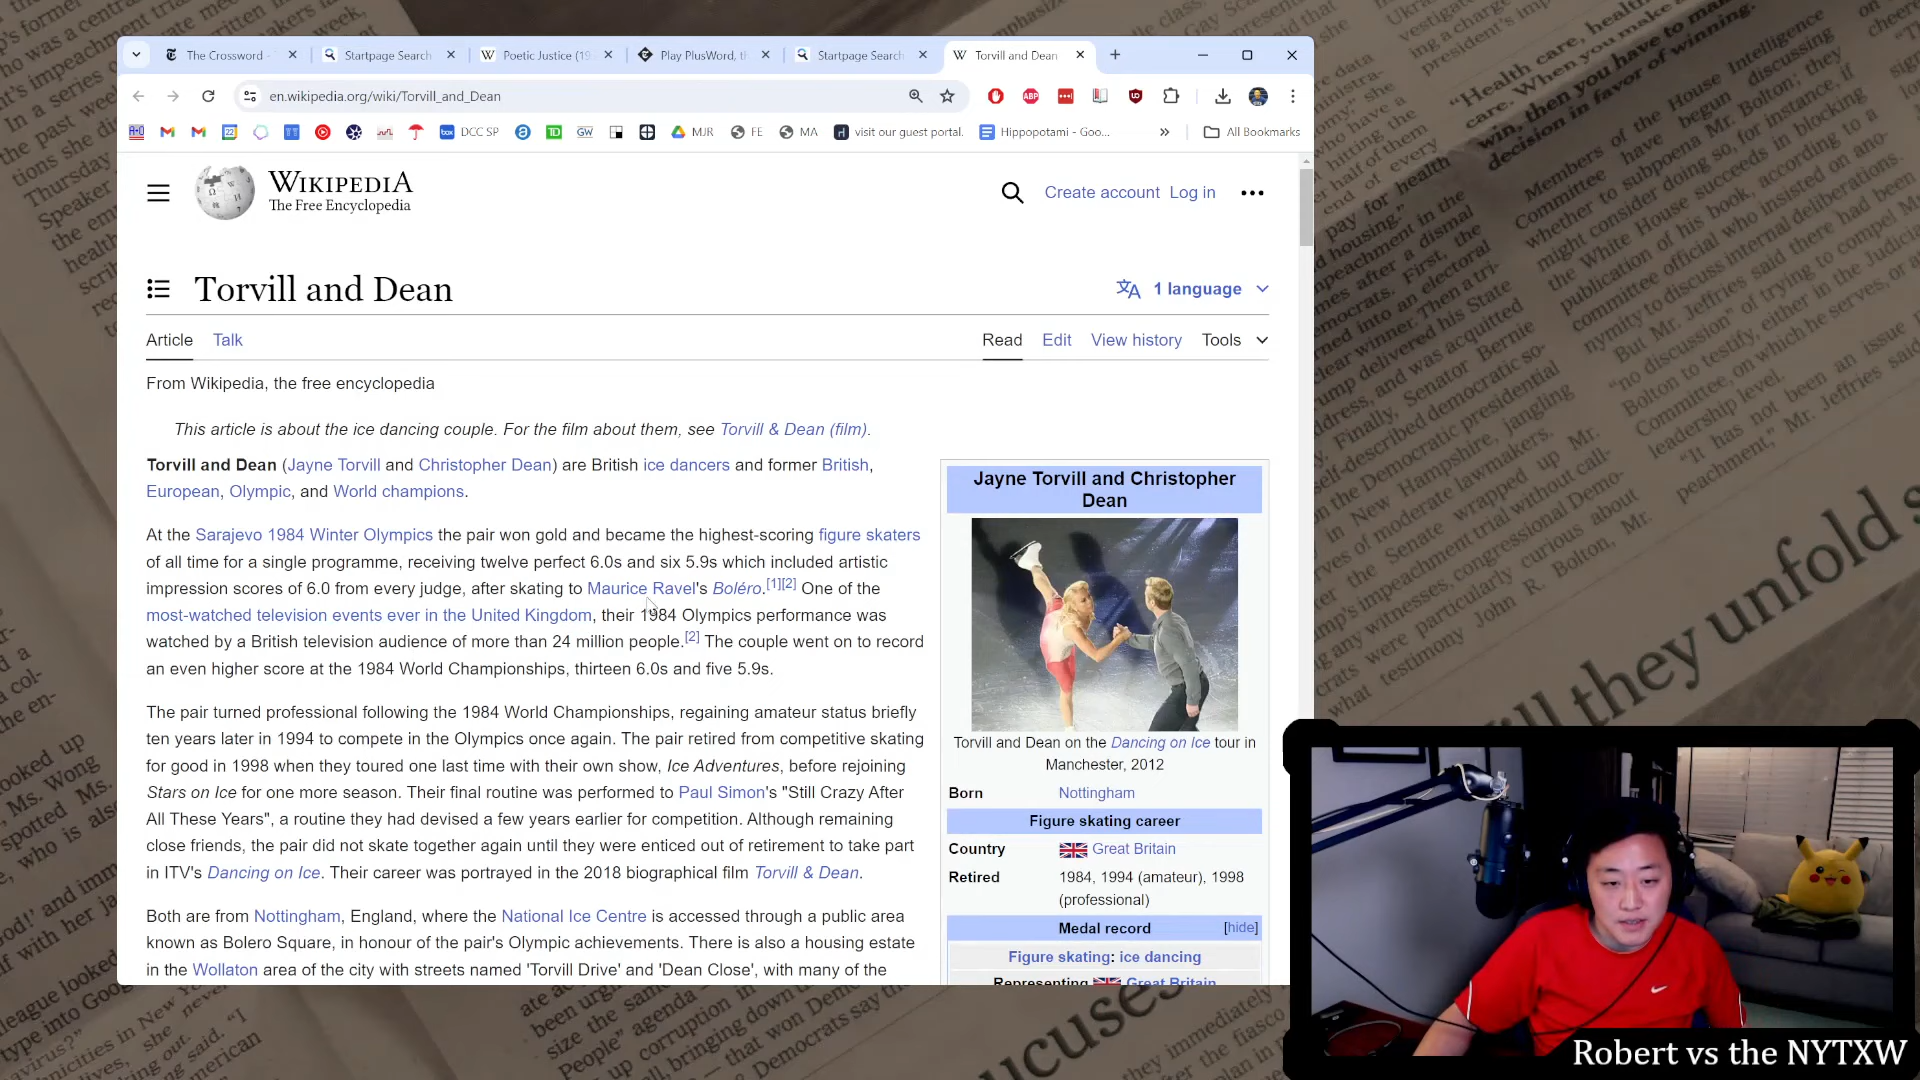 The Crossword -
Startpage Search
Poetic Justice (19
Play PlusWord, th
Startpage Search
Torvill and Dean
en.wikipedia.org/wiki/Torvill_and_Dean
DCC SP
MJR
FE
MA
visit our guest portal.
Hippopotami - Goo...
All Bookmarks
WIKIPEDIA
The Free Encyclopedia
Create account Log in
Torvill and Dean
1 language
Article Talk
Read Edit View history Tools
From Wikipedia, the free encyclopedia
This article is about the ice dancing couple. For the film about them, see Torvill & Dean (film).
Torvill and Dean (Jayne Torvill and Christopher Dean) are British ice dancers and former British,
European, Olympic, and World champions.
At the Sarajevo 1984 Winter Olympics the pair won gold and became the highest-scoring figure skaters
of all time for a single programme, receiving twelve perfect 6.0s and six 5.9s which included artistic
impression scores of 6.0 from every judge, after skating to Maurice Ravel's Boléro.[1][2] One of the
most-watched television events ever in the United Kingdom, their 1984 Olympics performance was
watched by a British television audience of more than 24 million people.[2] The couple went on to record
an even higher score at the 1984 World Championships, thirteen 6.0s and five 5.9s.
The pair turned professional following the 1984 World Championships, regaining amateur status briefly
ten years later in 1994 to compete in the Olympics once again. The pair retired from competitive skating
for good in 1998 when they toured one last time with their own show, Ice Adventures, before rejoining
Stars on Ice for one more season. Their final routine was performed to Paul Simon's "Still Crazy After
All These Years", a routine they had devised a few years earlier for competition. Although remaining
close friends, the pair did not skate together again until they were enticed out of retirement to take part
in ITV's Dancing on Ice. Their career was portrayed in the 2018 biographical film Torvill & Dean.
Both are from Nottingham, England, where the National Ice Centre is accessed through a public area
known as Bolero Square, in honour of the pair's Olympic achievements. There is also a housing estate
in the Wollaton area of the city with streets named 'Torvill Drive' and 'Dean Close', with many of the
Jayne Torvill and Christopher
Dean
Torvill and Dean on the Dancing on Ice tour in
Manchester, 2012
Born Nottingham
Figure skating career
Country Great Britain
Retired 1984, 1994 (amateur), 1998
(professional)
Medal record [hide]
Figure skating: ice dancing
Representing Great Britain
Robert vs the NYTXW